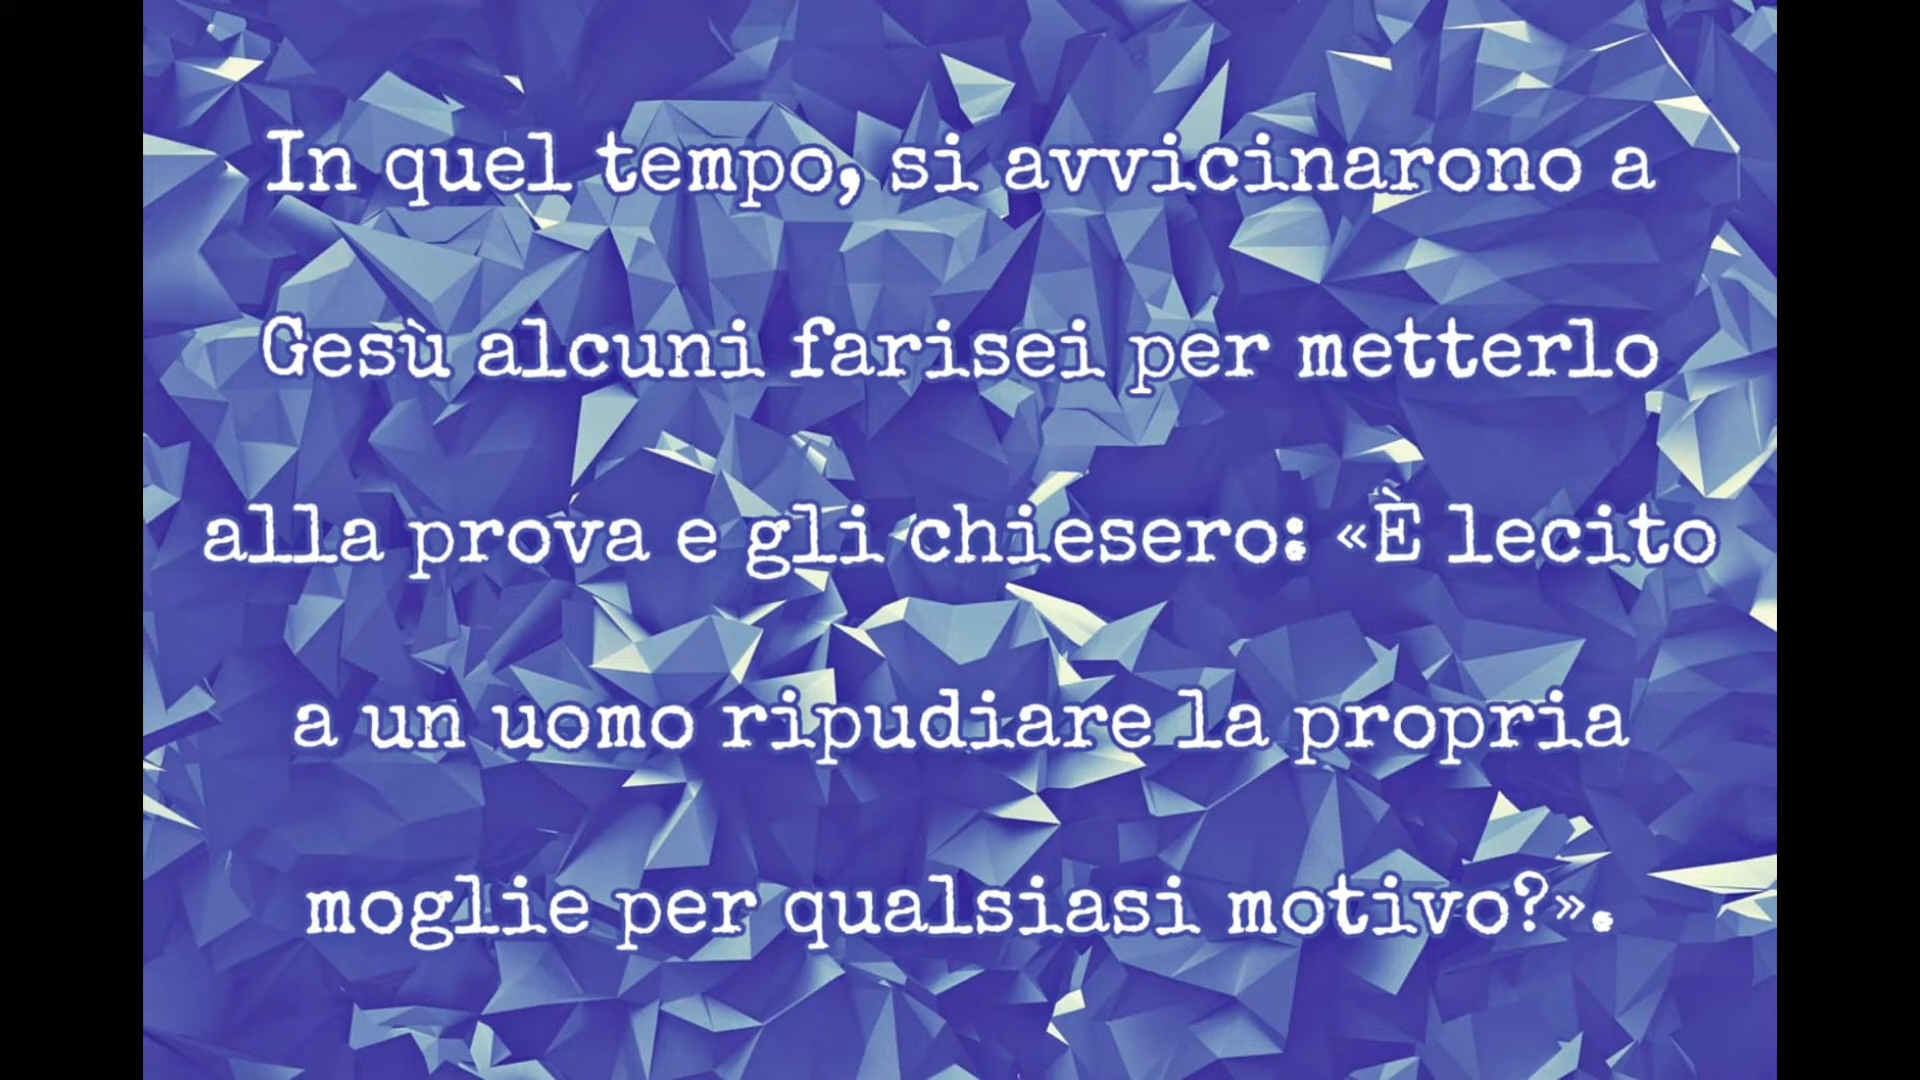 In quel tempo, si avvicinarono a
Gesù alcuni farisei per metterlo
alla prova e gli chiesero: «È lecito
a un uomo ripudiare la propria
moglie per qualsiasi motivo?».